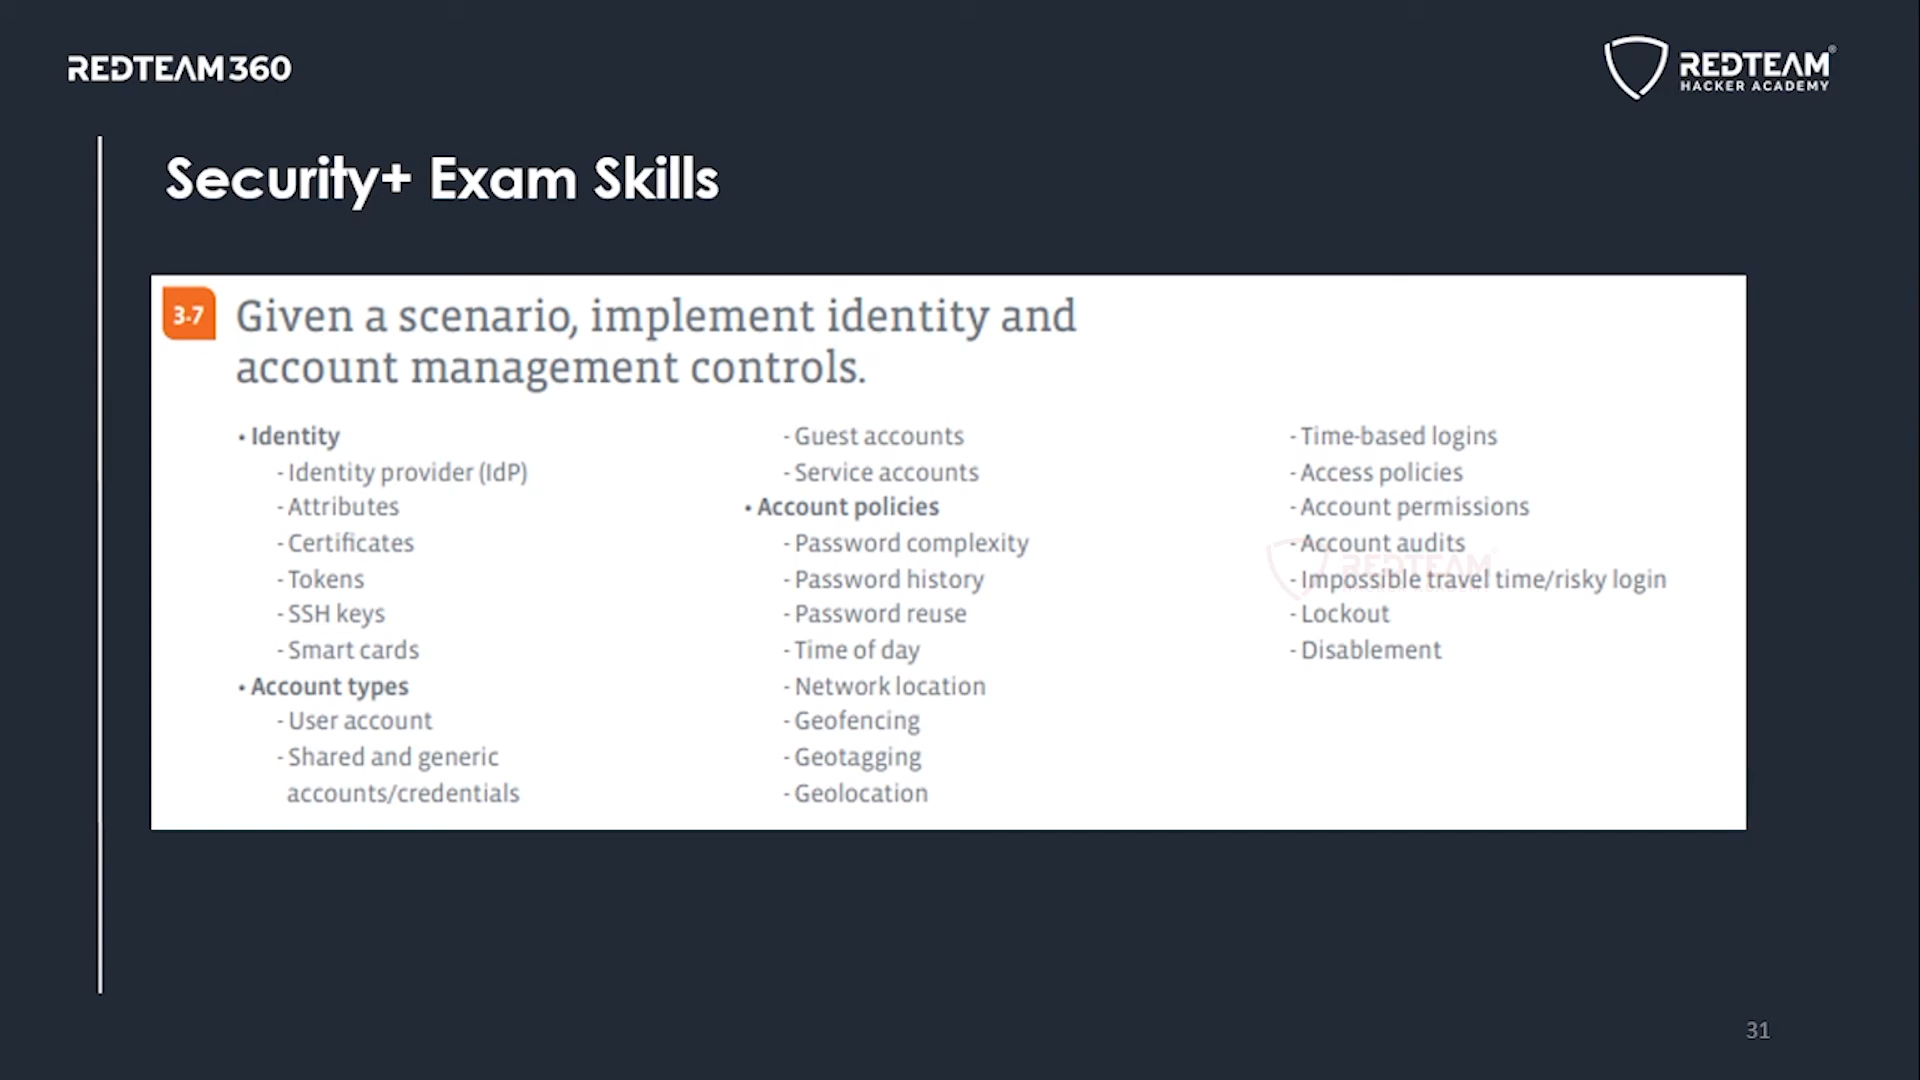 REDTEAM360
REDTEAM®
HACKER ACADEMY
Security+ Exam Skills
3.7
Given a scenario, implement identity and
account management controls.
• Identity
- Identity provider (IdP)
- Attributes
- Certificates
- Tokens
- SSH keys
- Smart cards
• Account types
- User account
- Shared and generic
accounts/credentials
- Guest accounts
- Service accounts
• Account policies
- Password complexity
- Password history
- Password reuse
- Time of day
- Network location
- Geofencing
- Geotagging
- Geolocation
- Time-based logins
- Access policies
- Account permissions
- Account audits
REDTEAM
- Impossible travel time/risky login
- Lockout
- Disablement
31